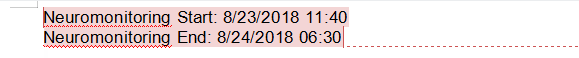 Neuromonitoring Start: 8/23/2018 11:40
Neuromonitoring End: 8/24/2018 06:30